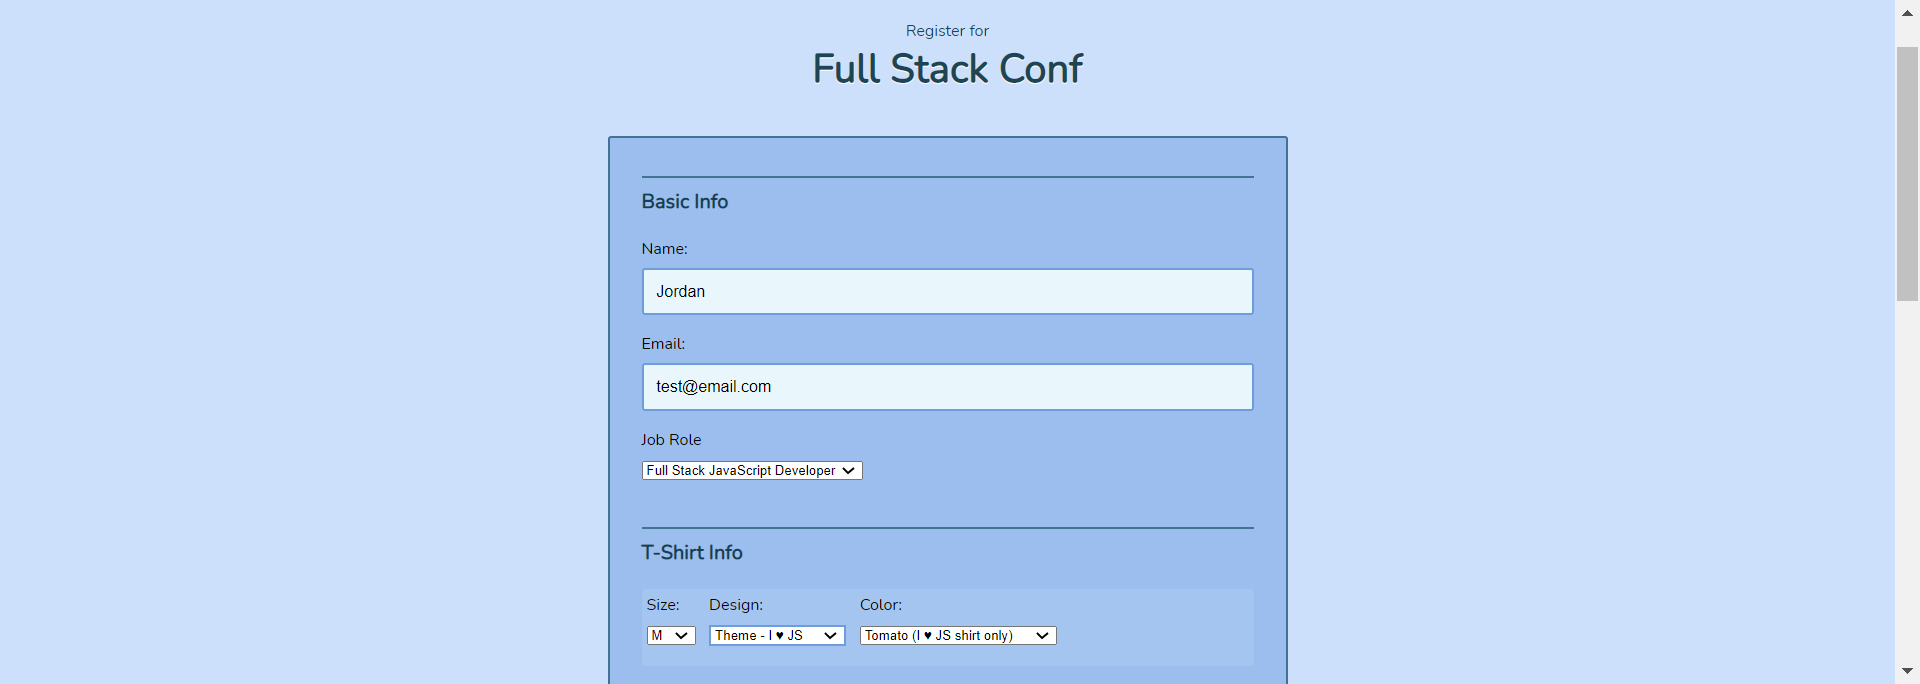 Register for
Full Stack Conf
Basic Info
Name:
Jordan
Email:
test@email.com
Job Role
Full Stack JavaScript Developer
T-Shirt Info
Size: Design: Color:
M Theme - I ♥ JS Tomato (I ♥ JS shirt only)